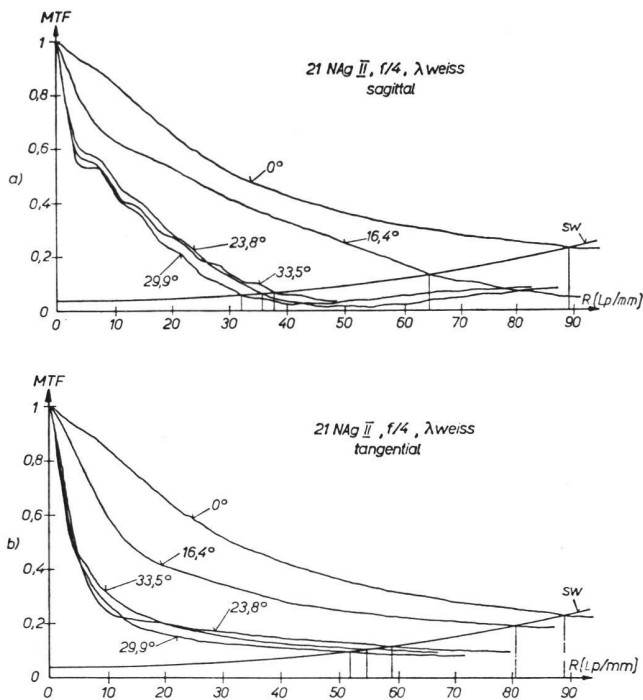 MTF
1
21 NAg II, f/4, λ weiss
sagittal
0,8
0,6
0°
a)
0,4
23,8°
16,4°
SW
0,2
29,9°
33,5°
R [Lp/mm]
0
0 10 20 30 40 50 60 70 80 90
MTF
1
21 NAg II, f/4, λ weiss
tangential
0,8
0,6
0°
b)
16,4°
0,4
33,5°
SW
23,8°
0,2
29,9°
R [Lp/mm]
0
0 10 20 30 40 50 60 70 80 90